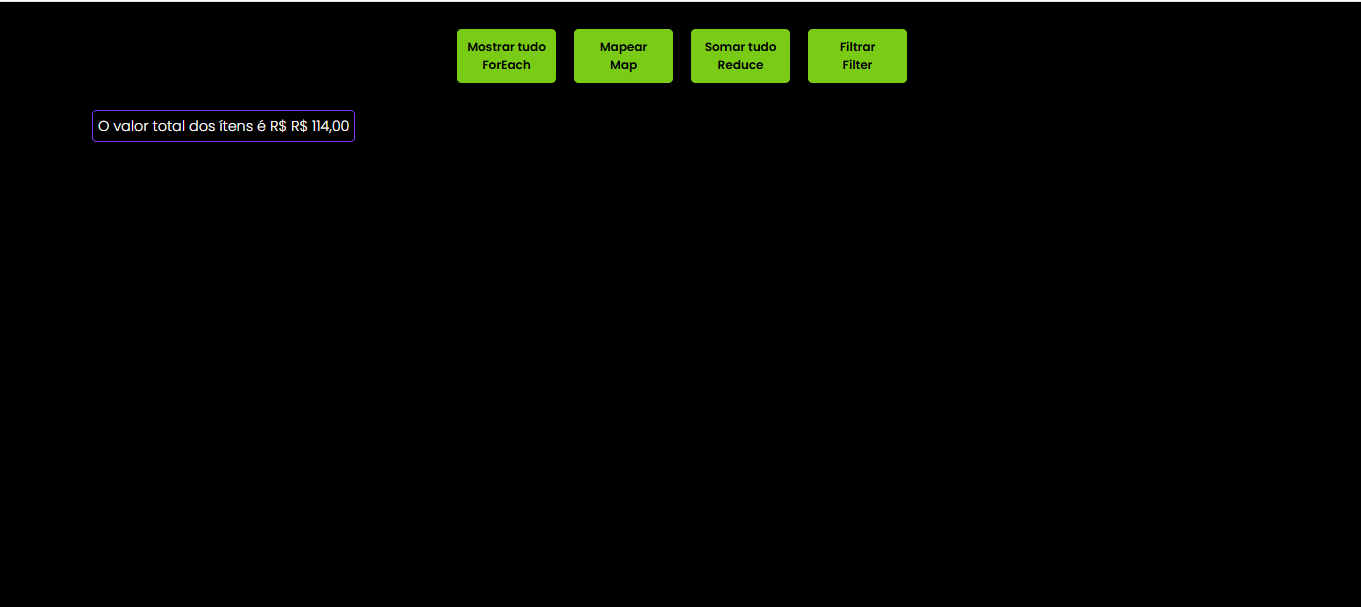 Mostrar tudo
ForEach
Mapear
Map
Somar tudo
Reduce
Filtrar
Filter
O valor total dos ítens é R$ R$ 114,00